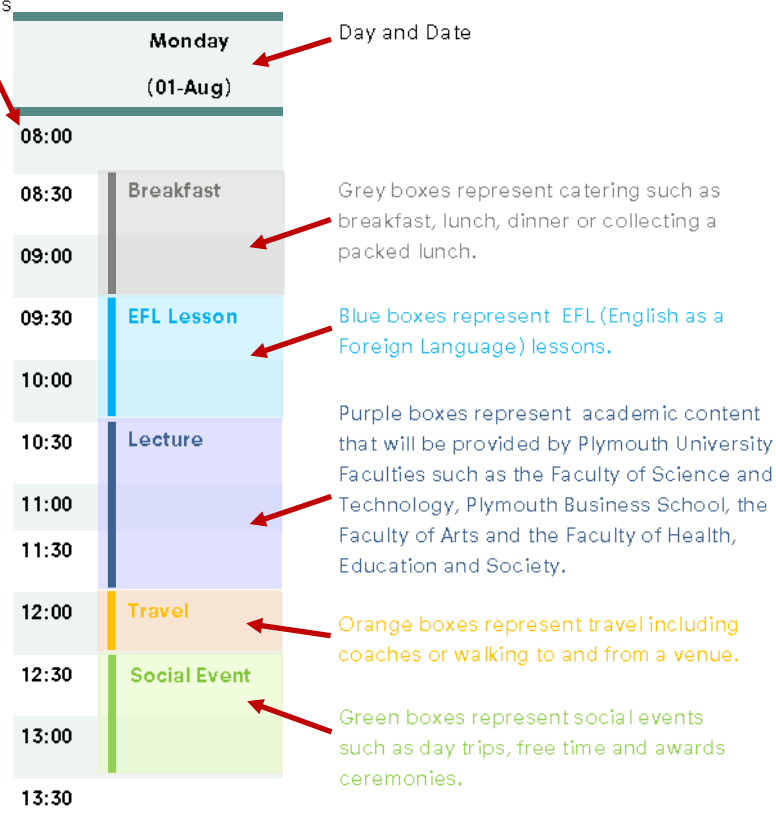 s
Monday
(01-Aug)
Day and Date
08:00
08:30
Breakfast
Grey boxes represent catering such as
breakfast, lunch, dinner or collecting a
packed lunch.
09:00
09:30
EFL Lesson
Blue boxes represent EFL (English as a
Foreign Language) lessons.
10:00
10:30
Lecture
Purple boxes represent academic content
that will be provided by Plymouth University
Faculties such as the Faculty of Science and
Technology, Plymouth Business School, the
Faculty of Arts and the Faculty of Health,
Education and Society.
11:00
11:30
12:00
Travel
Orange boxes represent travel including
coaches or walking to and from a venue.
12:30
Social Event
Green boxes represent social events
such as day trips, free time and awards
ceremonies.
13:00
13:30